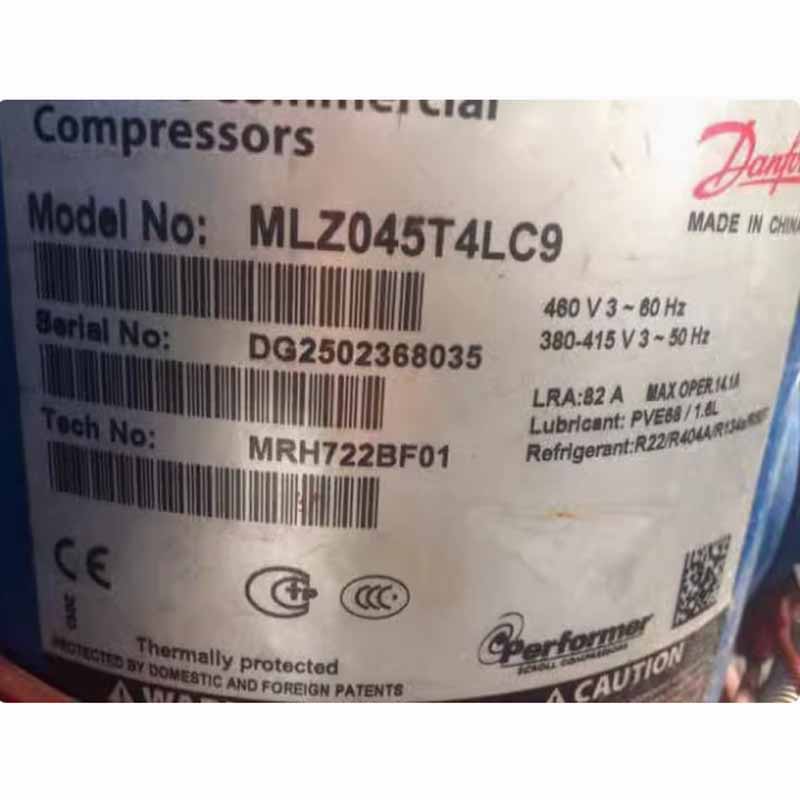 Commercial
Compressors
Danfoss
MADE IN CHINA
Model No: MLZ045T4LC9
460 V 3 ~ 60 Hz
380-415 V 3 ~ 50 Hz
Serial No: DG2502368035
LRA:82 A MAX OPER.14.1A
Lubricant: PVE68 / 1.6L
Refrigerant:R22/R404A/R134a/
Tech No: MRH722BF01
CE
CCC
Performer
SCROLL COMPRESSORS
Thermally protected
PROTECTED BY DOMESTIC AND FOREIGN PATENTS
CAUTION